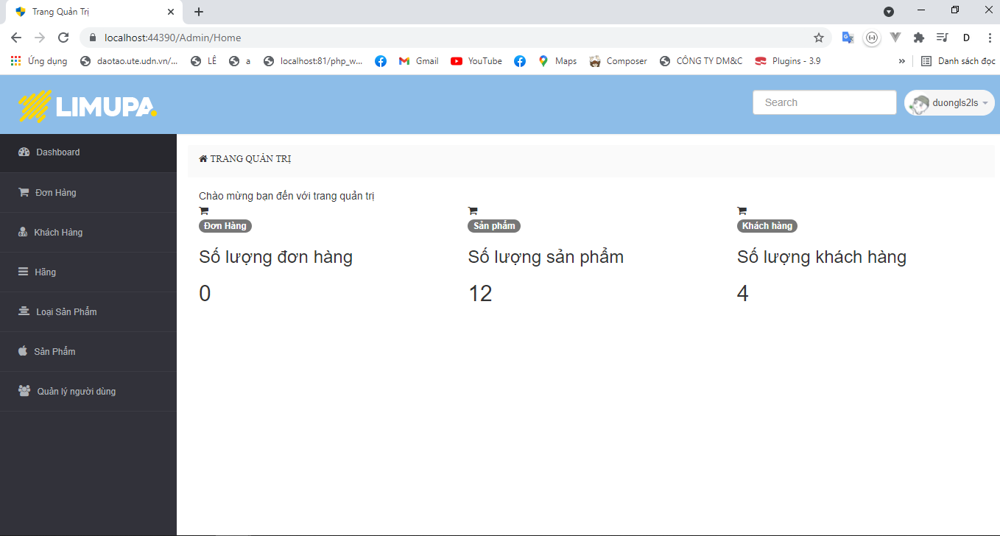 Trang Quản Trị
localhost:44390/Admin/Home
D
Ứng dụng daotao.ute.udn.vn/... LÊ a localhost:81/php_w... Gmail YouTube Maps Composer CÔNG TY DM&C Plugins - 3.9 » Danh sách đọc
LIMUPA.
Search
duongls2ls
Dashboard
Đơn Hàng
Khách Hảng
Hãng
Loại Sản Phẩm
Sản Phẩm
Quản lý người dùng
TRANG QUẢN TRỊ
Chào mừng bạn đến với trang quản trị
Đơn Hàng
Số lượng đơn hàng
0
Sản phẩm
Số lượng sản phẩm
12
Khách hàng
Số lượng khách hàng
4